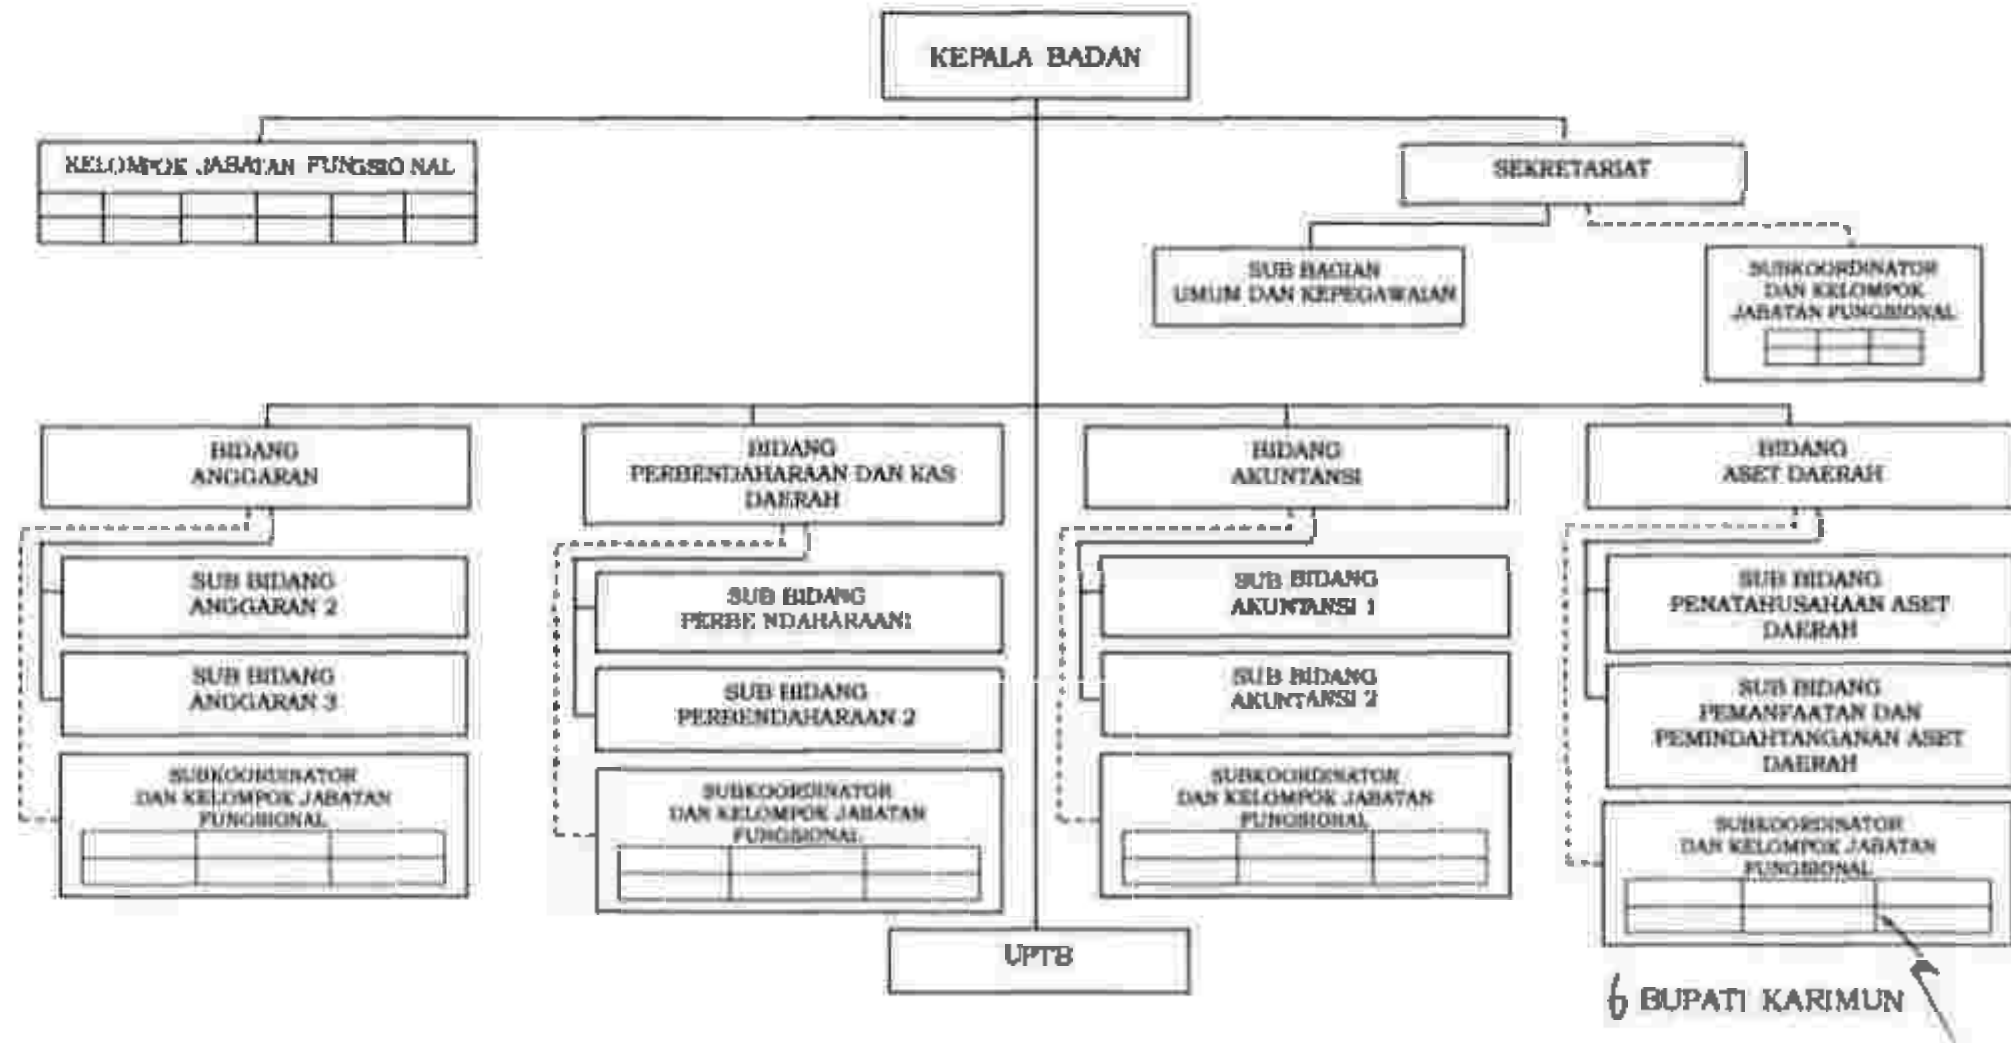 KEPALA BADAN
KELOMPOK JABATAN FUNGSIONAL
SEKRETARIAT
SUB BAGIAN
UMUM DAN KEPEGAWAIAN
SUBKOORDINATOR
DAN KELOMPOK
JABATAN FUNGSIONAL
BIDANG
ANGGARAN
BIDANG
PERBENDAHARAAN DAN KAS
DAERAH
BIDANG
AKUNTANSI
BIDANG
ASET DAERAH
SUB BIDANG
ANGGARAN 2
SUB BIDANG
ANGGARAN 3
SUBKOORDINATOR
DAN KELOMPOK JABATAN
FUNGSIONAL
SUB BIDANG
PERBENDAHARAAN1
SUB BIDANG
PERBENDAHARAAN 2
SUBKOORDINATOR
DAN KELOMPOK JABATAN
FUNGSIONAL
SUB BIDANG
AKUNTANSI 1
SUB BIDANG
AKUNTANSI 2
SUBKOORDINATOR
DAN KELOMPOK JABATAN
FUNGSIONAL
SUB BIDANG
PENATAHUSAHAAN ASET
DAERAH
SUB BIDANG
PEMANFAATAN DAN
PEMINDAHTANGANAN ASET
DAERAH
SUBKOORDINATOR
DAN KELOMPOK JABATAN
FUNGSIONAL
UPTB
BUPATI KARIMUN